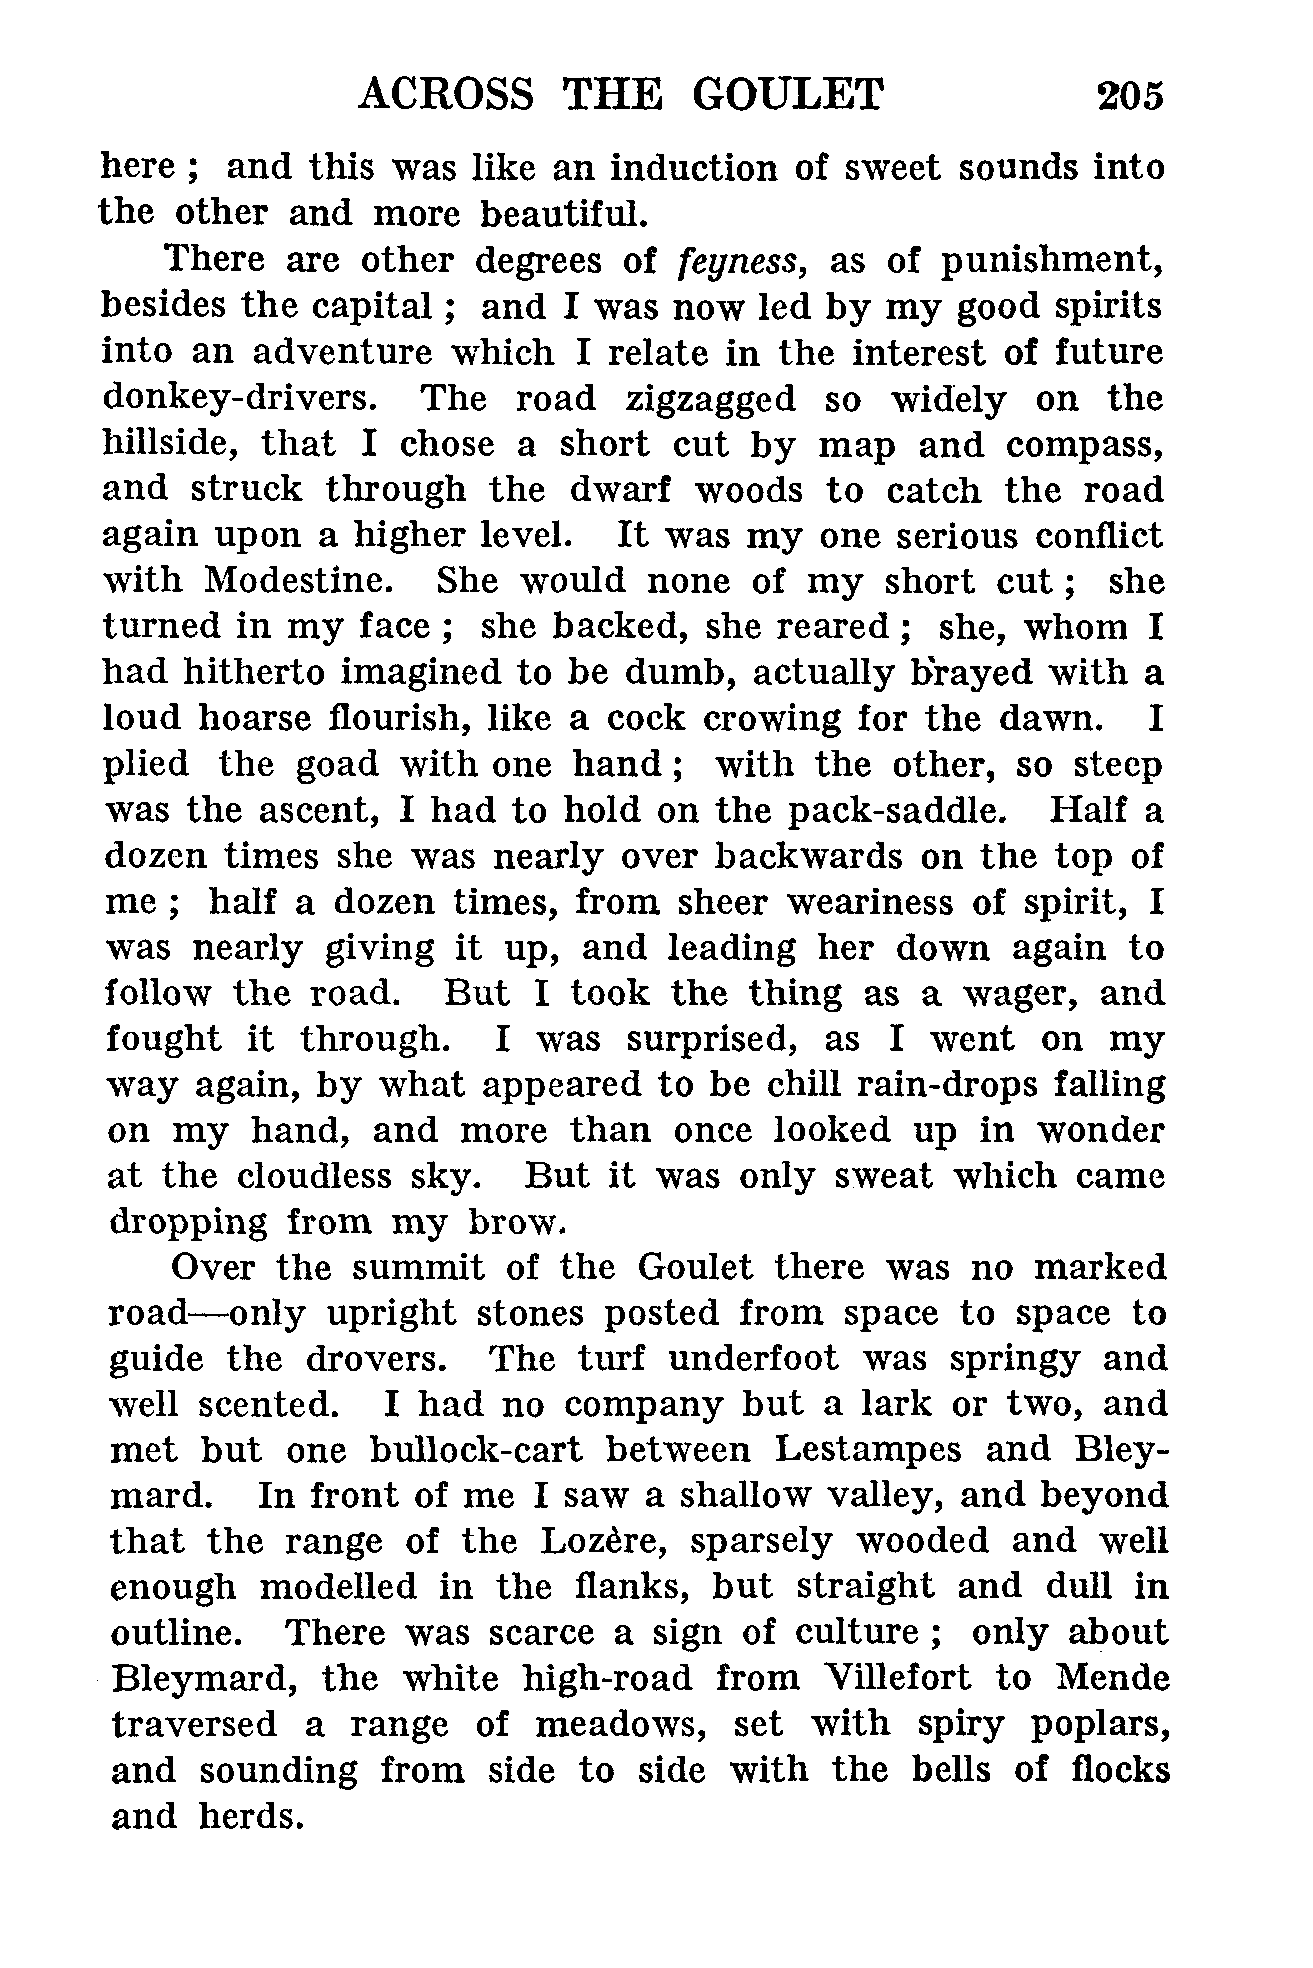 ACROSS THE GOULET 205
here ; and this was like an induction of sweet sounds into
the other and more beautiful.
There are other degrees of feyness, as of punishment,
besides the capital ; and I was now led by my good spirits
into an adventure which I relate in the interest of future
donkey-drivers. The road zigzagged so widely on the
hillside, that I chose a short cut by map and compass,
and struck through the dwarf woods to catch the road
again upon a higher level. It was my one serious conflict
with Modestine. She would none of my short cut ; she
turned in my face ; she backed, she reared ; she, whom I
had hitherto imagined to be dumb, actually brayed with a
loud hoarse flourish, like a cock crowing for the dawn. I
plied the goad with one hand ; with the other, so steep
was the ascent, I had to hold on the pack-saddle. Half a
dozen times she was nearly over backwards on the top of
me ; half a dozen times, from sheer weariness of spirit, I
was nearly giving it up, and leading her down again to
follow the road. But I took the thing as a wager, and
fought it through. I was surprised, as I went on my
way again, by what appeared to be chill rain-drops falling
on my hand, and more than once looked up in wonder
at the cloudless sky. But it was only sweat which came
dropping from my brow.
Over the summit of the Goulet there was no marked
road—only upright stones posted from space to space to
guide the drovers. The turf underfoot was springy and
well scented. I had no company but a lark or two, and
met but one bullock-cart between Lestampes and Bley-
mard. In front of me I saw a shallow valley, and beyond
that the range of the Lozère, sparsely wooded and well
enough modelled in the flanks, but straight and dull in
outline. There was scarce a sign of culture ; only about
Bleymard, the white high-road from Villefort to Mende
traversed a range of meadows, set with spiry poplars,
and sounding from side to side with the bells of flocks
and herds.